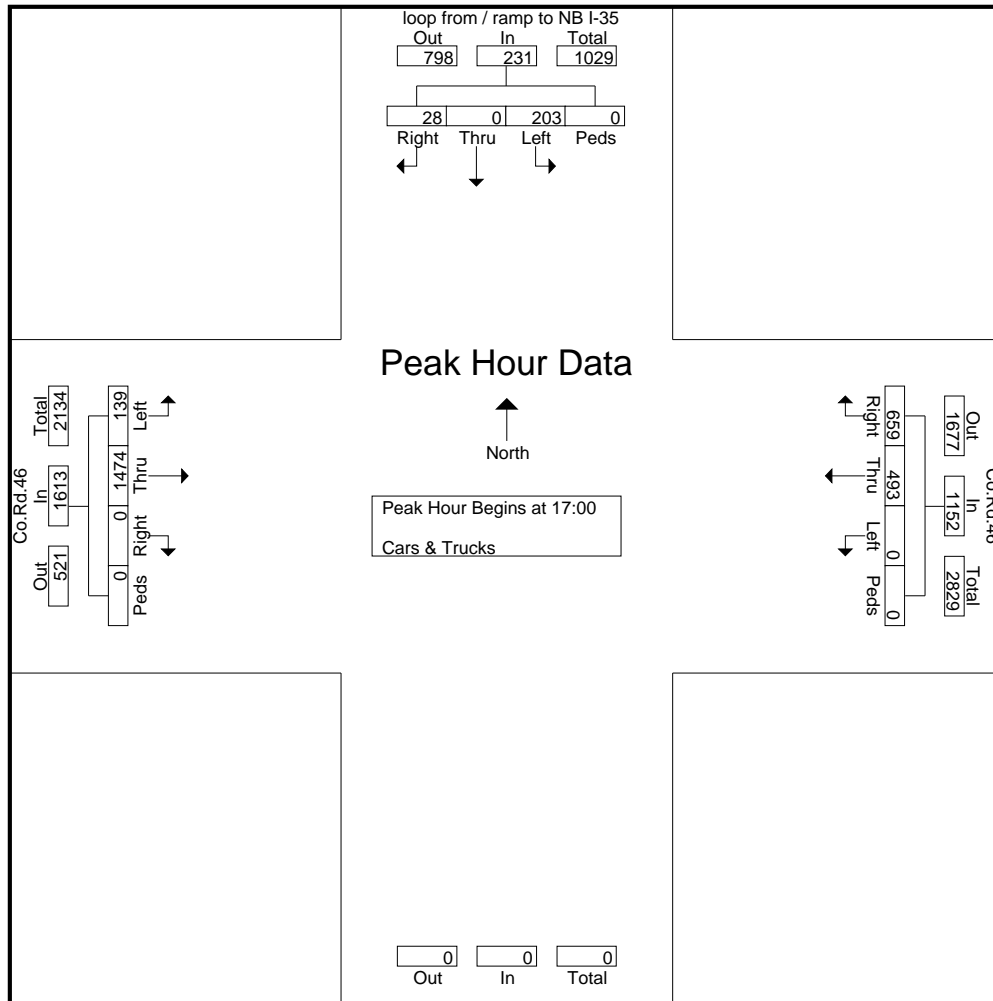 loop from / ramp to NB I-35
Out In Total
798 231 1029
28 0 203 0
Right Thru Left Peds
Peak Hour Data
North
Peak Hour Begins at 17:00
Cars & Trucks
Co.Rd.46
Out In Total
521 1613 2134
139 1474 0 0
Left Thru Right Peds
Co.Rd.46
Out In Total
1677 1152 2829
659 493 0 0
Right Thru Left Peds
0 0 0
Out In Total